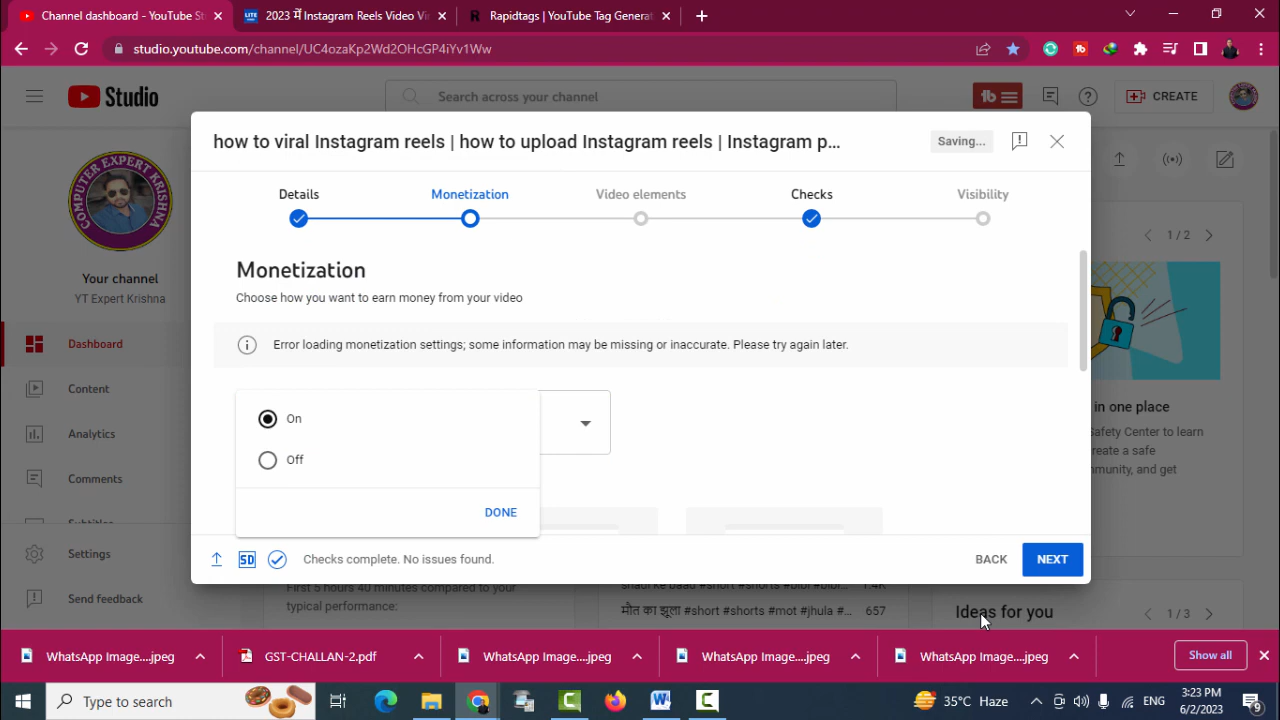 Channel dashboard - YouTube St
2023 में Instagram Reels Video Vir
Rapidtags | YouTube Tag Generat
studio.youtube.com/channel/UC4ozaKp2Wd2OHcGP4iYv1Ww
Studio
Search across your channel
CREATE
COMPUTER EXPERT KRISHNA
Your channel
YT Expert Krishna
Dashboard
Content
Analytics
Comments
Settings
Send feedback
how to viral Instagram reels | how to upload Instagram reels | Instagram p...
Saving...
Details
Monetization
Video elements
Checks
Visibility
Monetization
Choose how you want to earn money from your video
Error loading monetization settings; some information may be missing or inaccurate. Please try again later.
On
Off
DONE
SD
Checks complete. No issues found.
BACK
NEXT
1 / 2
in one place
Safety Center to learn
create a safe
mmunity, and get
First 5 hours 40 minutes compared to your
typical performance:
मौत का झूला #short #shorts #mot #jhula #...
657
Ideas for you
1 / 3
WhatsApp Image....jpeg
GST-CHALLAN-2.pdf
WhatsApp Image....jpeg
WhatsApp Image....jpeg
WhatsApp Image....jpeg
Show all
Type here to search
35°C Haze
ENG
3:23 PM
6/2/2023
9